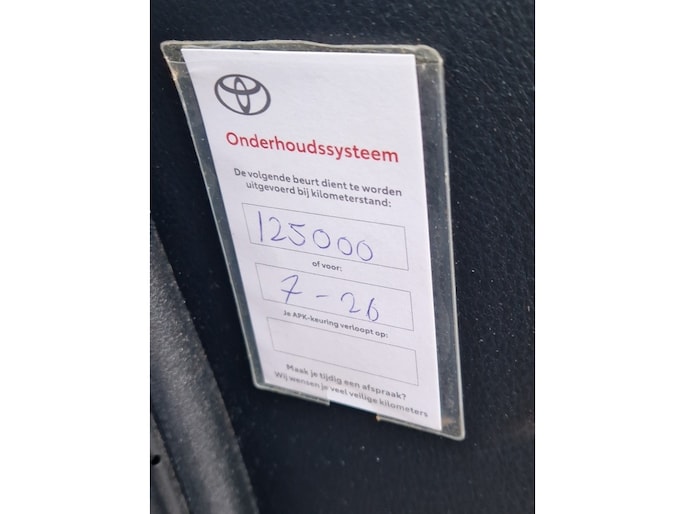 Onderhoudssysteem
De volgende beurt dient te worden
uitgevoerd bij kilometerstand:
125000
of voor:
7-26
Je APK-keuring verloopt op:
Maak je tijdig een afspraak?
Wij wensen je veel veilige kilometers